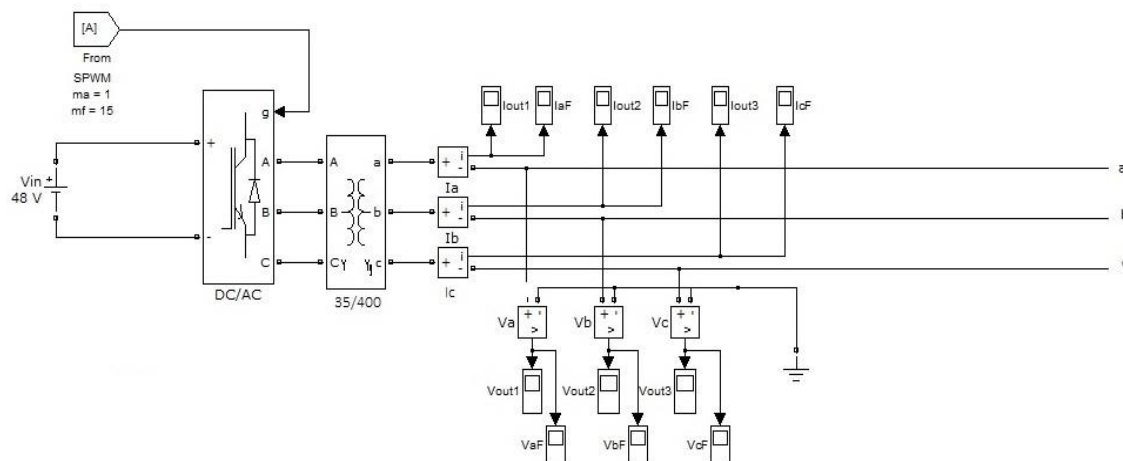 [A]
From
SPWM
ma = 1
mf = 15
g
Iout1
IaF
Iout2
IbF
Iout3
IcF
+
A
A
a
+
i
-
a
Vin
+
48 V
Ia
B
B
b
+
i
-
Ib
-
C
C
Y
Yg
c
+
i
-
Ic
DC/AC
35/400
Va
+
-
v
Vb
+
-
v
Vc
+
-
v
Vout1
Vout2
Vout3
VaF
VbF
VcF